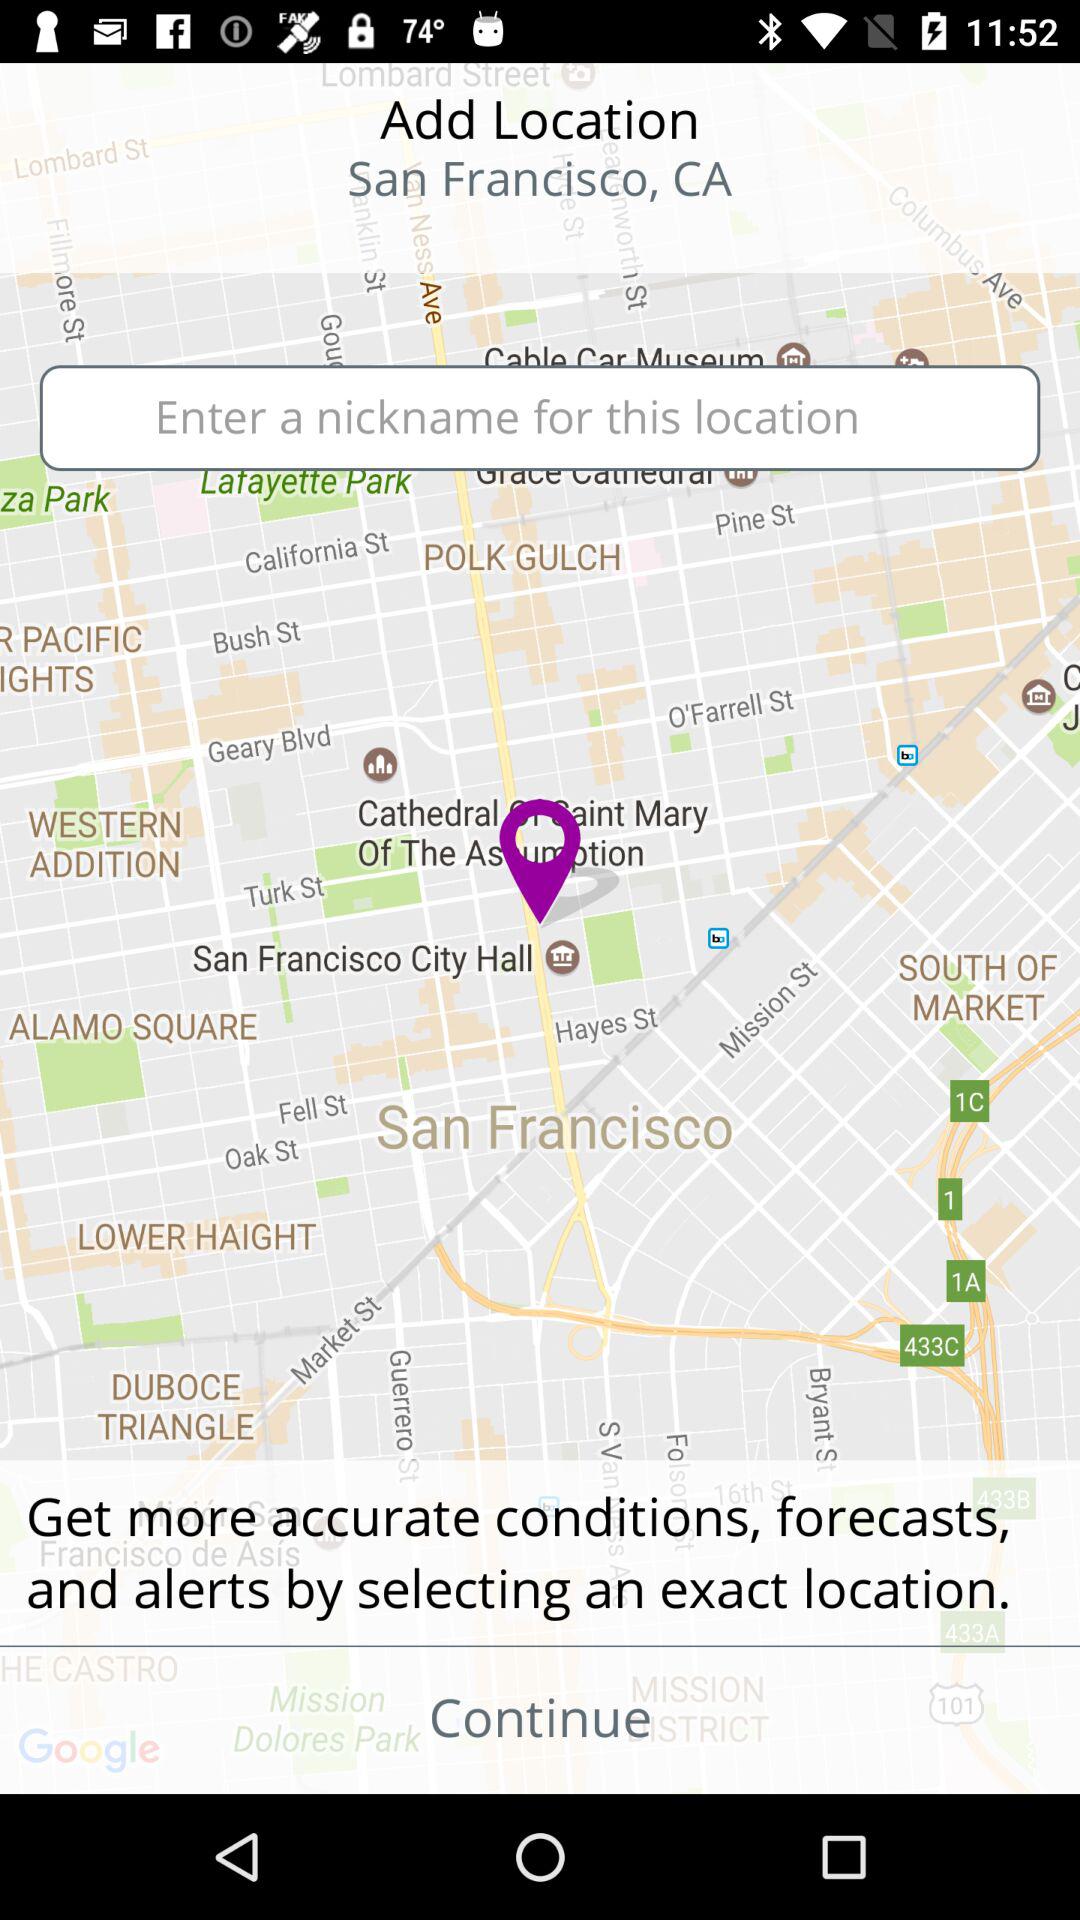 FAKE
74°
11:52
Lombard Street
Add Location
San Francisco, CA
Lombard St
Fillmore St
Franklin St
Van Ness Ave
Hyde St
Leavenworth St
Columbus Ave
Cable Car Museum
Enter a nickname for this location
Lafayette Park
Grace Cathedral
za Park
Pine St
California St
POLK GULCH
Bush St
R PACIFIC
IGHTS
O'Farrell St
Geary Blvd
Cathedral Of Saint Mary
Of The Assumption
WESTERN
ADDITION
Turk St
San Francisco City Hall
SOUTH OF
MARKET
Mission St
Hayes St
ALAMO SQUARE
1C
Fell St
San Francisco
Oak St
1
LOWER HAIGHT
1A
433C
Market St
DUBOCE
TRIANGLE
Guerrero St
Bryant St
S Van Ness Ave
Folsom St
16th St
433B
Get more accurate conditions, forecasts,
and alerts by selecting an exact location.
Misión San
Francisco de Asís
433A
HE CASTRO
Mission
Dolores Park
MISSION
DISTRICT
101
Continue
Google